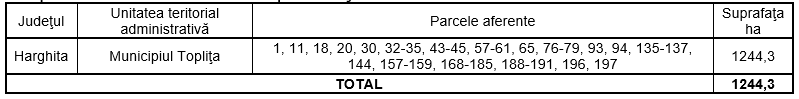 Judeţul
Unitatea teritorial
administrativă
Parcele aferente
Suprafaţa
ha
Harghita
Municipiul Topliţa
1, 11, 18, 20, 30, 32-35, 43-45, 57-61, 65, 76-79, 93, 94, 135-137,
144, 157-159, 168-185, 188-191, 196, 197
1244,3
TOTAL
1244,3